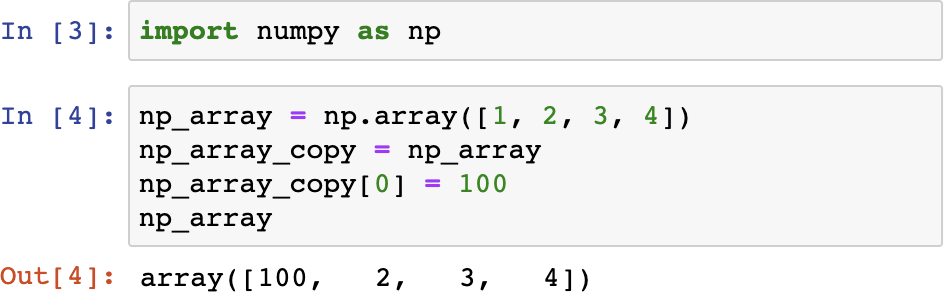 In [3]: import numpy as np
In [4]: np_array = np.array([1, 2, 3, 4])
np_array_copy = np_array
np_array_copy[0] = 100
np_array
Out[4]: array([100,   2,   3,   4])